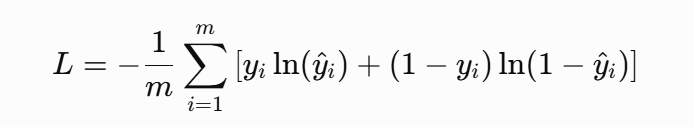 L = -\frac{1}{m} \sum_{i=1}^{m} [y_i \ln(\hat{y}_i) + (1 - y_i) \ln(1 - \hat{y}_i)]